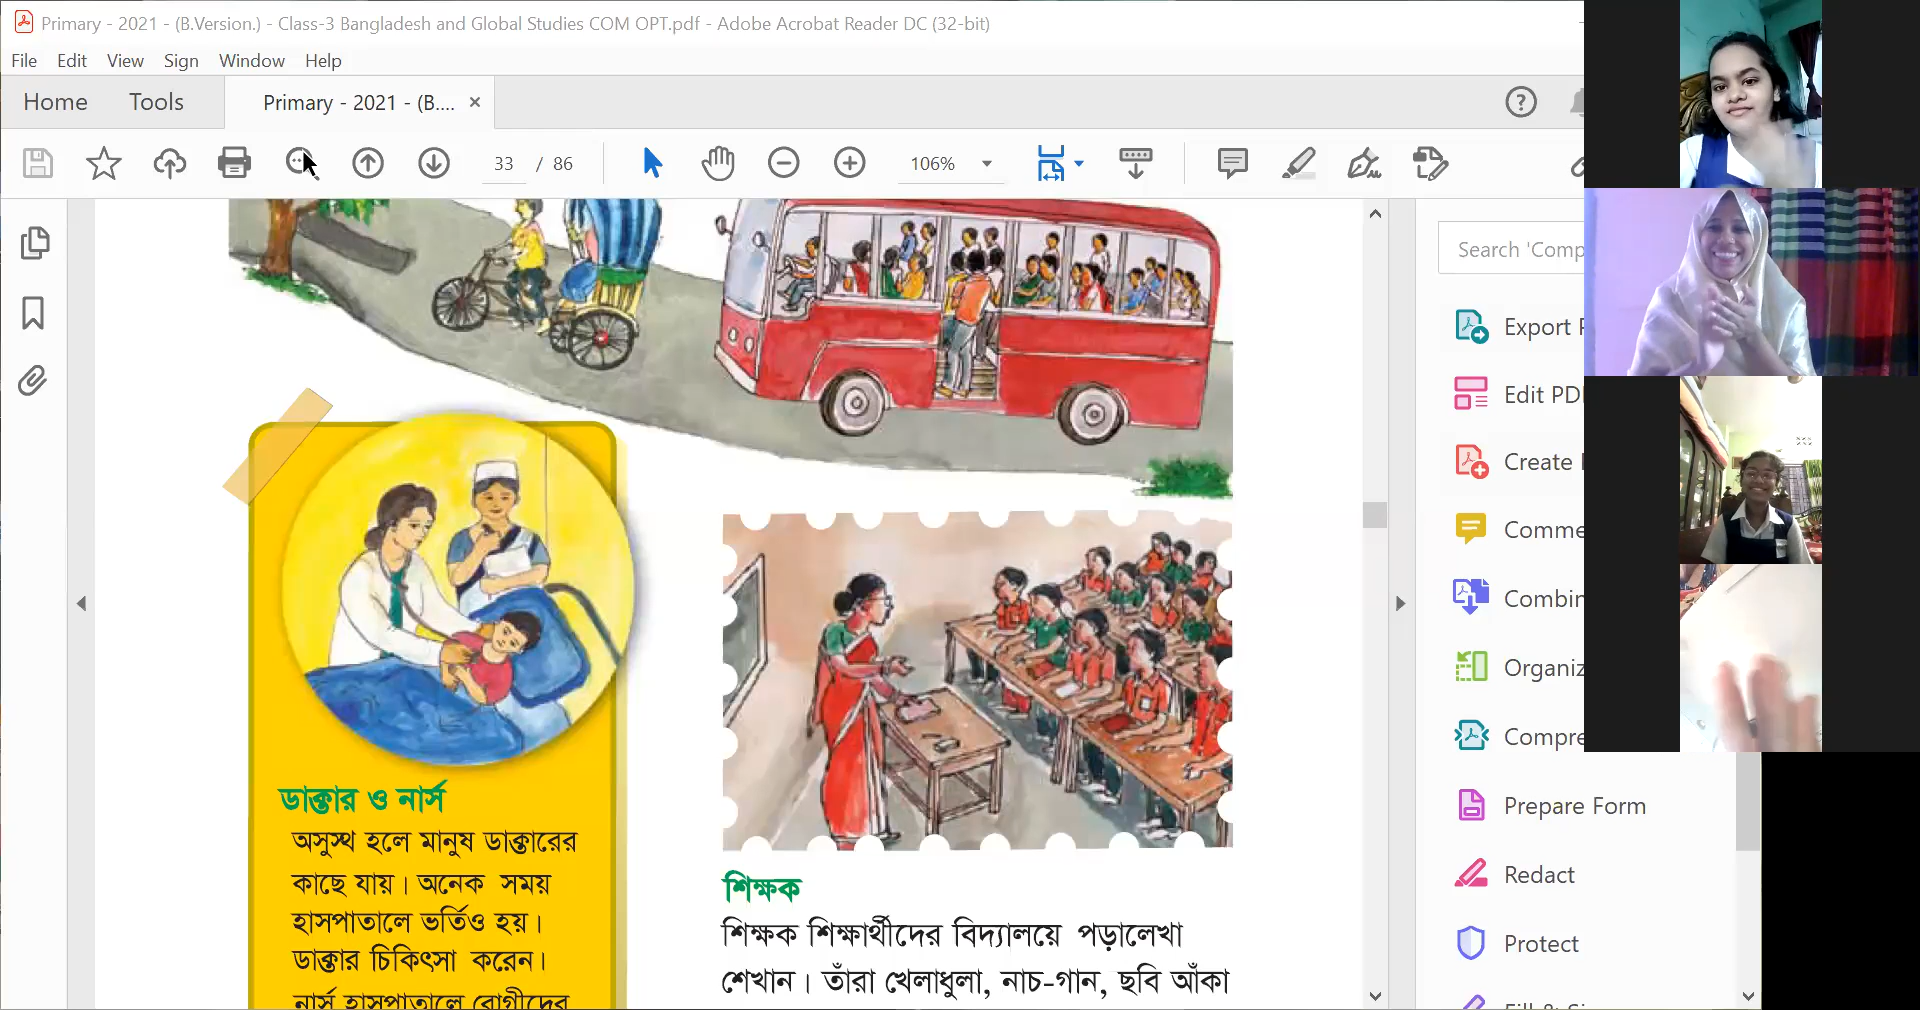 Primary - 2021 - (B.Version.) - Class-3 Bangladesh and Global Studies COM OPT.pdf - Adobe Acrobat Reader DC (32-bit)
File Edit View Sign Window Help
Home Tools Primary - 2021 - (B.... ×
33 / 86 106%
Search 'Comp
Export P
Edit PD
Create
Comme
Combin
Organiz
Compre
Prepare Form
Redact
Protect
ডাক্তার ও নার্স
অসুস্থ হলে মানুষ ডাক্তারের
কাছে যায়। অনেক সময়
হাসপাতালে ভর্তিও হয়।
ডাক্তার চিকিৎসা করেন।
নার্স হাসপাতালে রোগীদের
শিক্ষক
শিক্ষক শিক্ষার্থীদের বিদ্যালয়ে পড়ালেখা
শেখান। তাঁরা খেলাধুলা, নাচ-গান, ছবি আঁকা